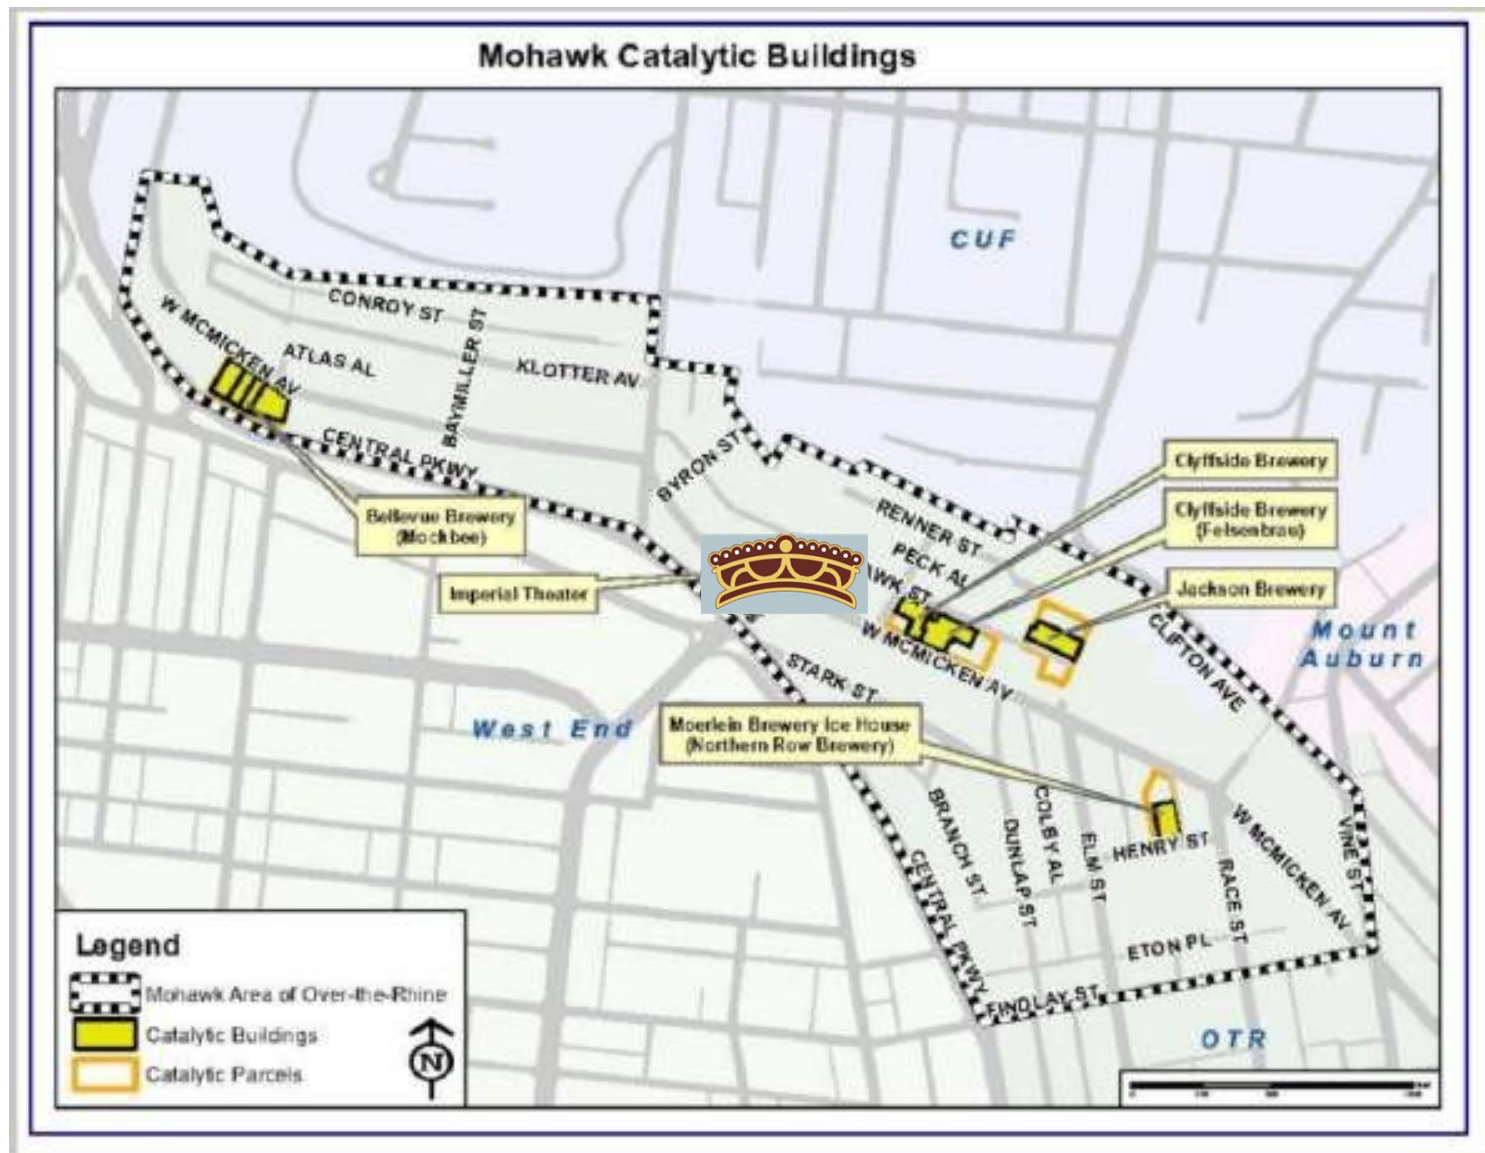 Mohawk Catalytic Buildings
CUF
CONROY ST
W MCMICKEN AV
ATLAS AL
BAYMILLER ST
KLOTTER AV
CENTRAL PKWY
BYRON ST
Clyffside Brewery
Clyffside Brewery
(Felsenbrau)
RENNER ST
PECK AL
Bellevue Brewery
(Mockbee)
Imperial Theater
AWK ST
Jackson Brewery
W MCMICKEN AV
CLIFTON AVE
Mount
Auburn
STARK ST
West End
Moerlein Brewery Ice House
(Northern Row Brewery)
BRANCH ST
DUNLAP ST
COLBY AL
ELM ST
HENRY ST
RACE ST
W MCMICKEN AV
VINE ST
CENTRAL PKWY
ETON PL
FINDLAY ST
OTR
Legend
Mohawk Area of Over-the-Rhine
Catalytic Buildings
Catalytic Parcels
N